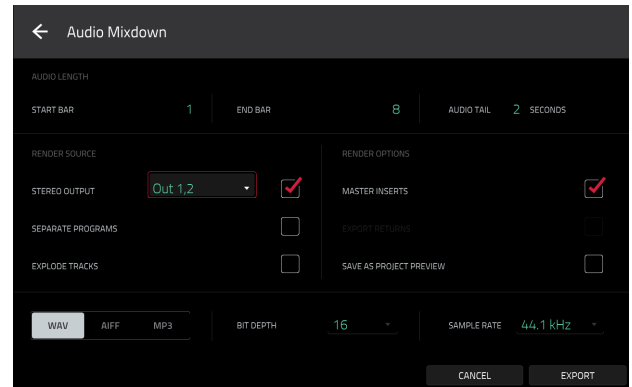 Audio Mixdown
AUDIO LENGTH
START BAR 1 END BAR 8 AUDIO TAIL 2 SECONDS
RENDER SOURCE RENDER OPTIONS
STEREO OUTPUT Out 1,2 MASTER INSERTS
SEPARATE PROGRAMS EXPORT RETURNS
EXPLODE TRACKS SAVE AS PROJECT PREVIEW
WAV AIFF MP3 BIT DEPTH 16 SAMPLE RATE 44.1 kHz
CANCEL EXPORT